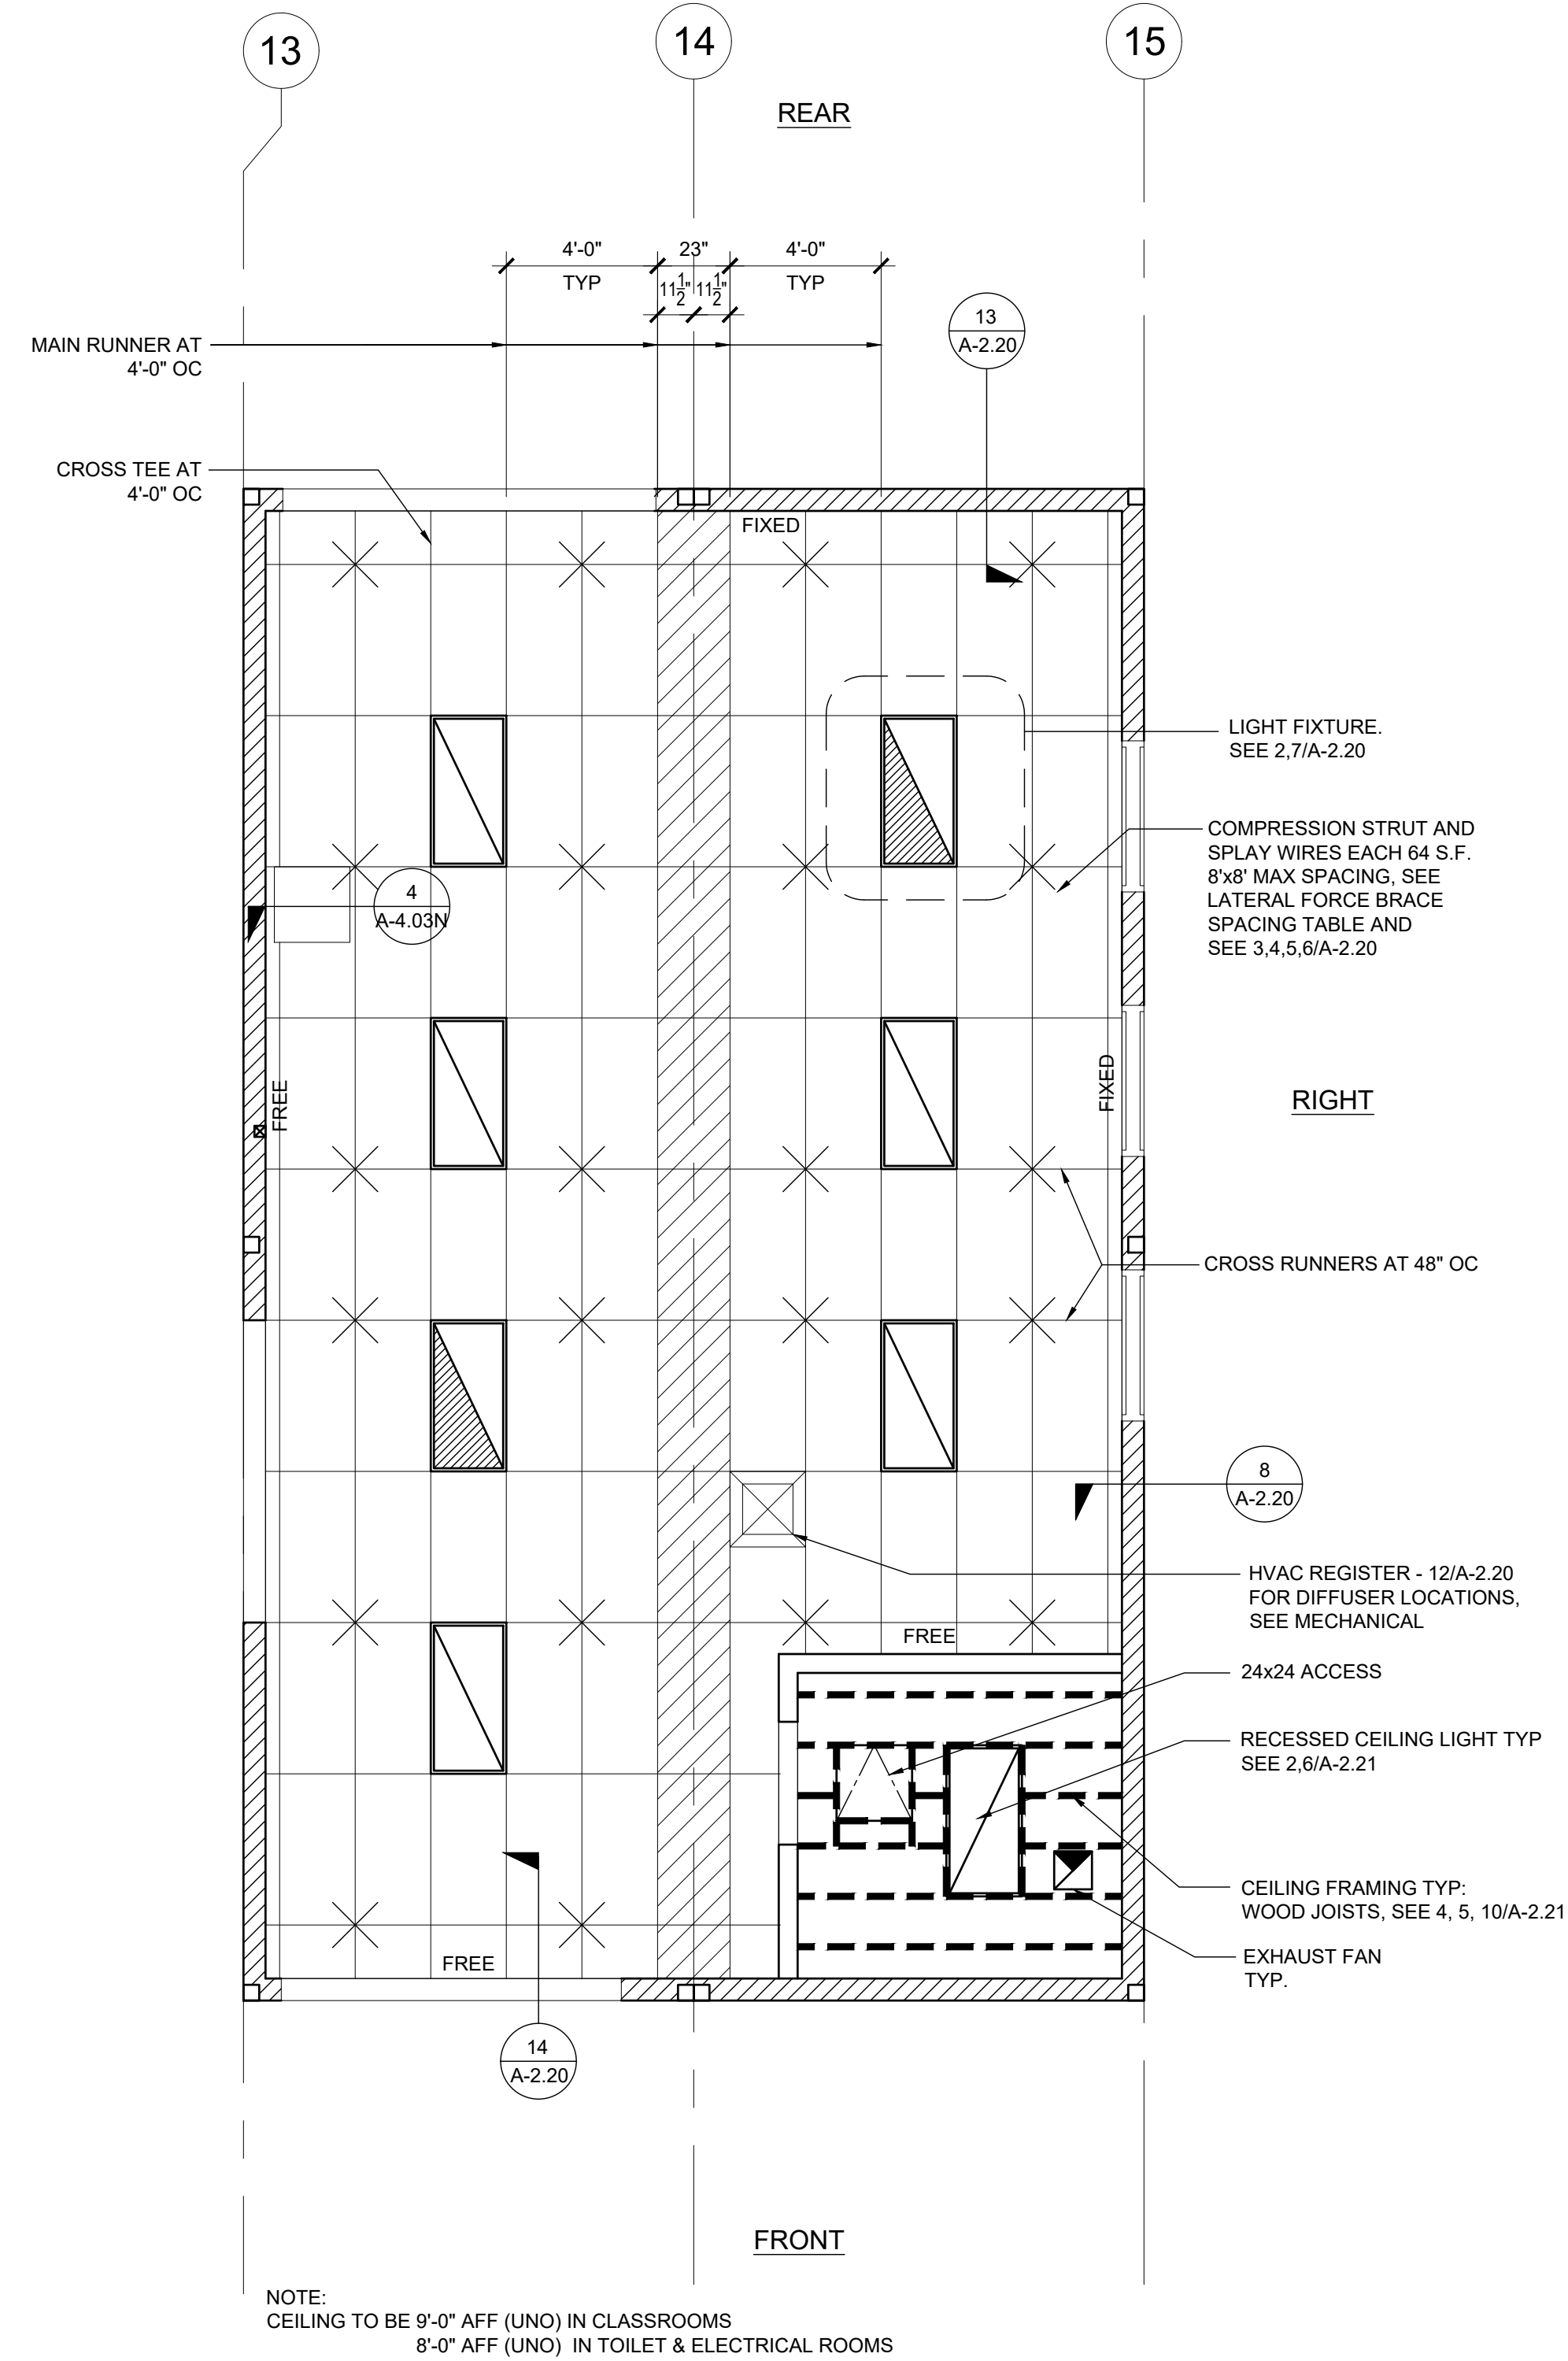 13
14
15
REAR
4'-0"
23"
4'-0"
TYP
11 1/2"
11 1/2"
TYP
13
A-2.20
MAIN RUNNER AT
4'-0" OC
CROSS TEE AT
4'-0" OC
FIXED
LIGHT FIXTURE.
SEE 2,7/A-2.20
COMPRESSION STRUT AND
SPLAY WIRES EACH 64 S.F.
8'x8' MAX SPACING, SEE
LATERAL FORCE BRACE
SPACING TABLE AND
SEE 3,4,5,6/A-2.20
4
A-4.03N
FREE
FIXED
RIGHT
CROSS RUNNERS AT 48" OC
8
A-2.20
HVAC REGISTER - 12/A-2.20
FOR DIFFUSER LOCATIONS,
SEE MECHANICAL
FREE
24x24 ACCESS
RECESSED CEILING LIGHT TYP
SEE 2,6/A-2.21
CEILING FRAMING TYP:
WOOD JOISTS, SEE 4, 5, 10/A-2.21
EXHAUST FAN
TYP.
FREE
14
A-2.20
FRONT
NOTE:
CEILING TO BE 9'-0" AFF (UNO) IN CLASSROOMS
8'-0" AFF (UNO) IN TOILET & ELECTRICAL ROOMS